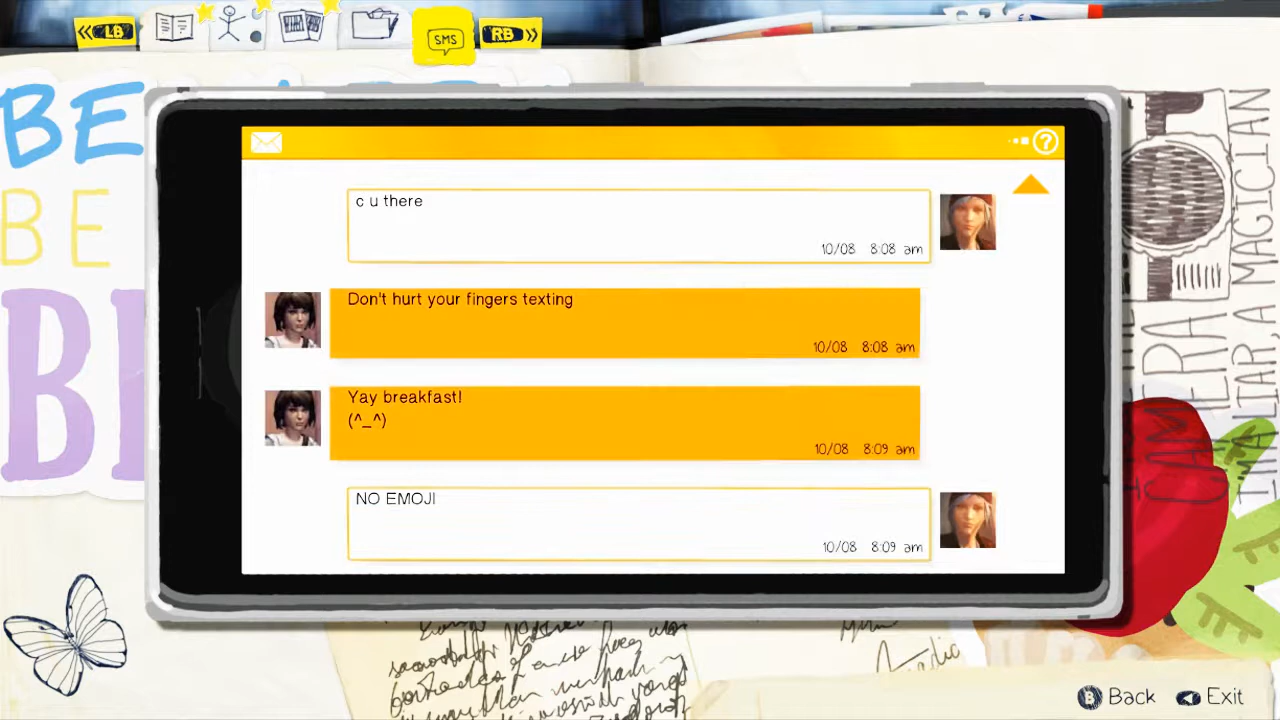 LB
SMS
RB
BE
BE
c u there
10/08 8:08 am
Don't hurt your fingers texting
10/08 8:08 am
Yay breakfast!
(^_^)
10/08 8:09 am
NO EMOJI
10/08 8:09 am
CAMERA
I'M A LIAR, A MAGICIAN
B Back
Exit